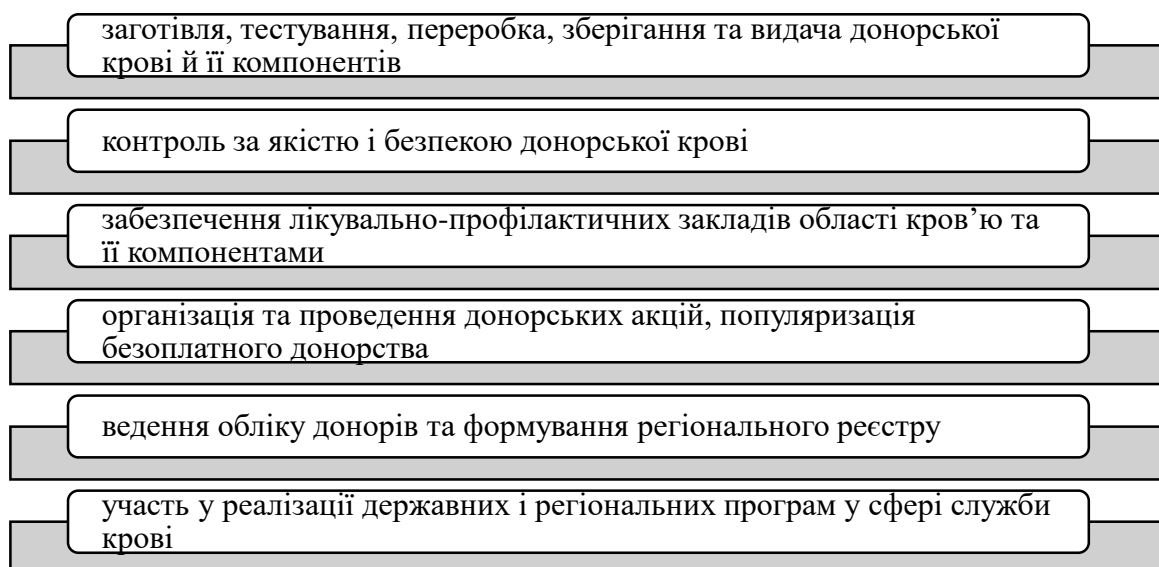 заготівля, тестування, переробка, зберігання та видача донорської
крові й її компонентів
контроль за якістю і безпекою донорської крові
забезпечення лікувально-профілактичних закладів області кров’ю та
її компонентами
організація та проведення донорських акцій, популяризація
безоплатного донорства
ведення обліку донорів та формування регіонального реєстру
участь у реалізації державних і регіональних програм у сфері служби
крові